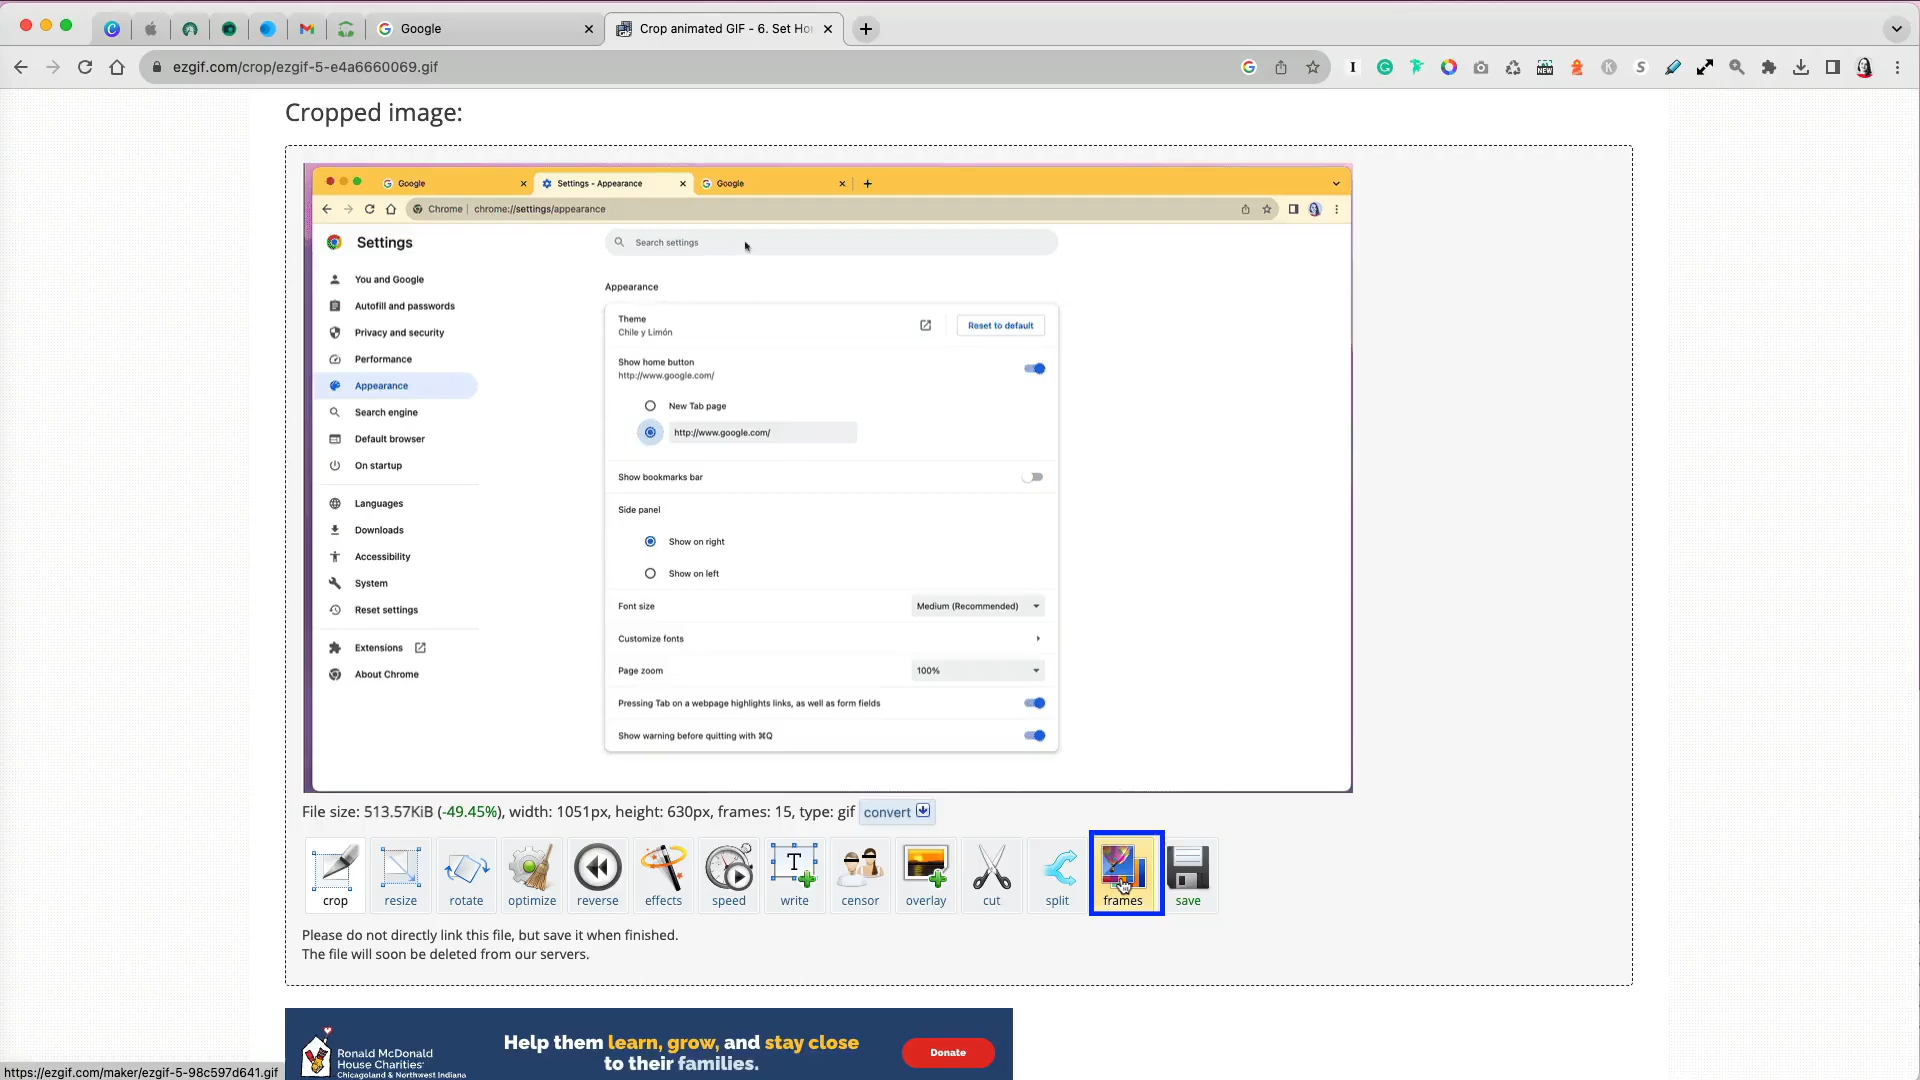 Google
Crop animated GIF - 6. Set Ho
ezgif.com/crop/ezgif-5-e4a6660069.gif
Cropped image:
Google
Settings - Appearance
Google
Chrome | chrome://settings/appearance
Settings
Search settings
You and Google
Autofill and passwords
Privacy and security
Performance
Appearance
Search engine
Default browser
On startup
Languages
Downloads
Accessibility
System
Reset settings
Extensions
About Chrome
Appearance
Theme
Chile y Limón
Reset to default
Show home button
http://www.google.com/
New Tab page
http://www.google.com/
Show bookmarks bar
Side panel
Show on right
Show on left
Font size
Medium (Recommended)
Customize fonts
Page zoom
100%
Pressing Tab on a webpage highlights links, as well as form fields
Show warning before quitting with ⌘Q
File size: 513.57KiB (-49.45%), width: 1051px, height: 630px, frames: 15, type: gif convert
crop
resize
rotate
optimize
reverse
effects
speed
write
censor
overlay
cut
split
frames
save
Please do not directly link this file, but save it when finished.
The file will soon be deleted from our servers.
Ronald McDonald
House Charities
Chicagoland & Northwest Indiana
Help them learn, grow, and stay close
to their families.
Donate
https://ezgif.com/maker/ezgif-5-98c597d641.gif